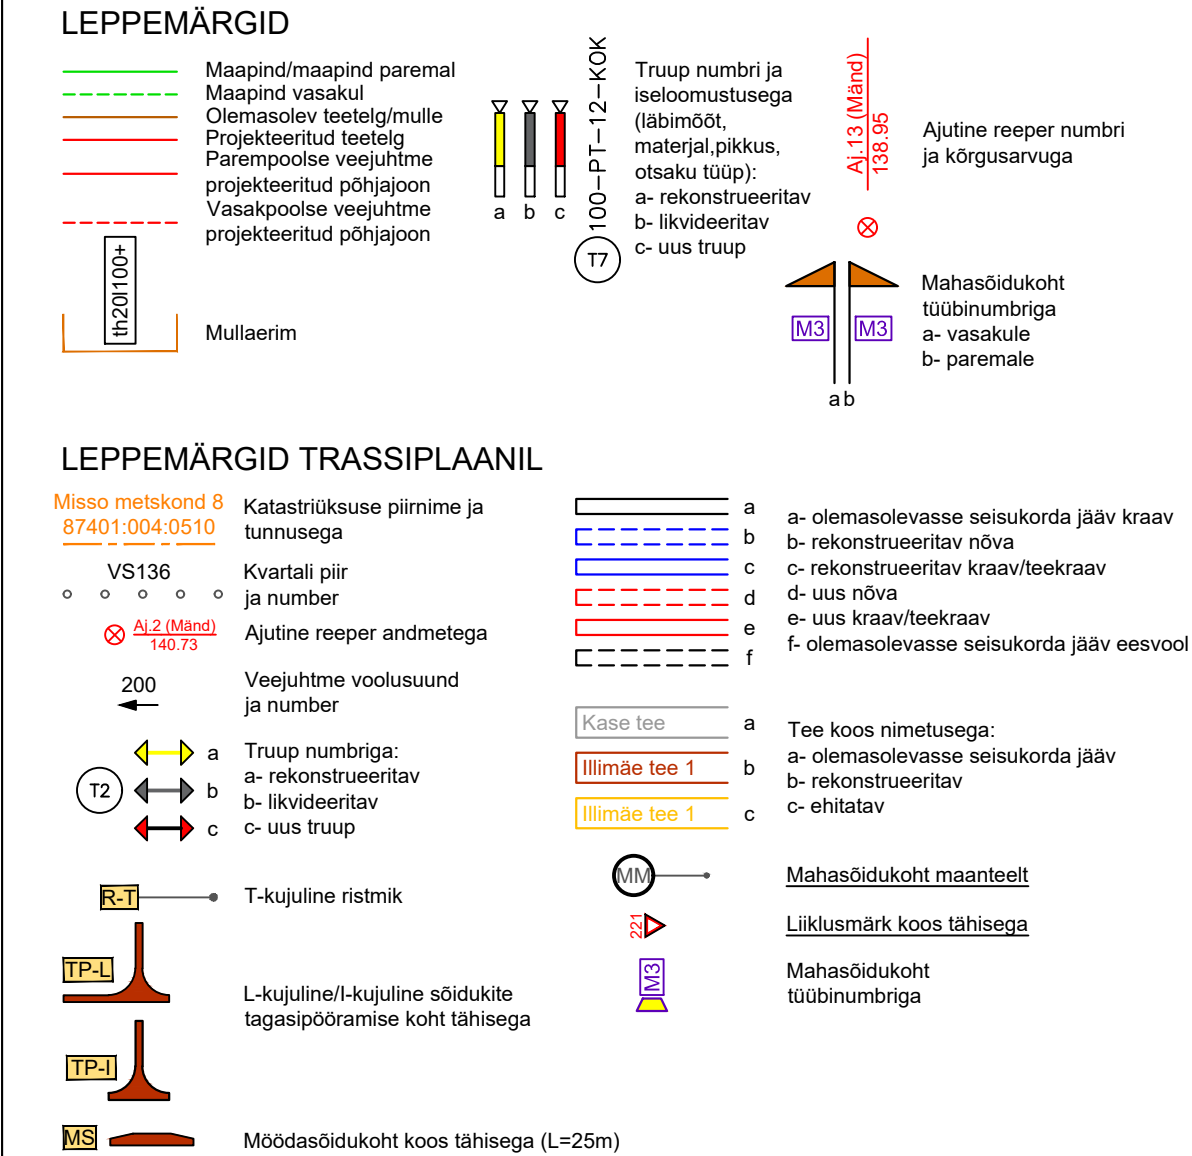 LEPPEMÄRGID
Maapind/maapind paremal
Maapind vasakul
Olemasolev teetelg/mulle
Projekteeritud teetelg
Parempoolse veejuhtme
projekteeritud põhjajoon
Vasakpoolse veejuhtme
projekteeritud põhjajoon
th20l100+
Mullaerim
a b c
100-PT-12-KOK
T7
Truup numbri ja
iseloomustusega
(läbimõõt,
materjal,pikkus,
otsaku tüüp):
a- rekonstrueeritav
b- likvideeritav
c- uus truup
Aj.13 (Mänd)
138.95
Ajutine reeper numbri
ja kõrgusarvuga
M3 M3
a b
Mahasõidukoht
tüübinumbriga
a- vasakule
b- paremale
LEPPEMÄRGID TRASSIPLAANIL
Misso metskond 8
87401:004:0510
Katastriüksuse piirnime ja
tunnusega
VS136
Kvartali piir
ja number
Aj.2 (Mänd)
140.73
Ajutine reeper andmetega
200
Veejuhtme voolusuund
ja number
T2
a
b
c
Truup numbriga:
a- rekonstrueeritav
b- likvideeritav
c- uus truup
R-T
T-kujuline ristmik
TP-L
L-kujuline/I-kujuline sõidukite
tagasipööramise koht tähisega
TP-I
MS
Möödasõidukoht koos tähisega (L=25m)
a
b
c
d
e
f
a- olemasolevasse seisukorda jääv kraav
b- rekonstrueeritav nõva
c- rekonstrueeritav kraav/teekraav
d- uus nõva
e- uus kraav/teekraav
f- olemasolevasse seisukorda jääv eesvool
Kase tee a
Illimäe tee 1 b
Illimäe tee 1 c
Tee koos nimetusega:
a- olemasolevasse seisukorda jääv
b- rekonstrueeritav
c- ehitatav
MM
Mahasõidukoht maanteelt
221
Liiklusmärk koos tähisega
M3
Mahasõidukoht
tüübinumbriga